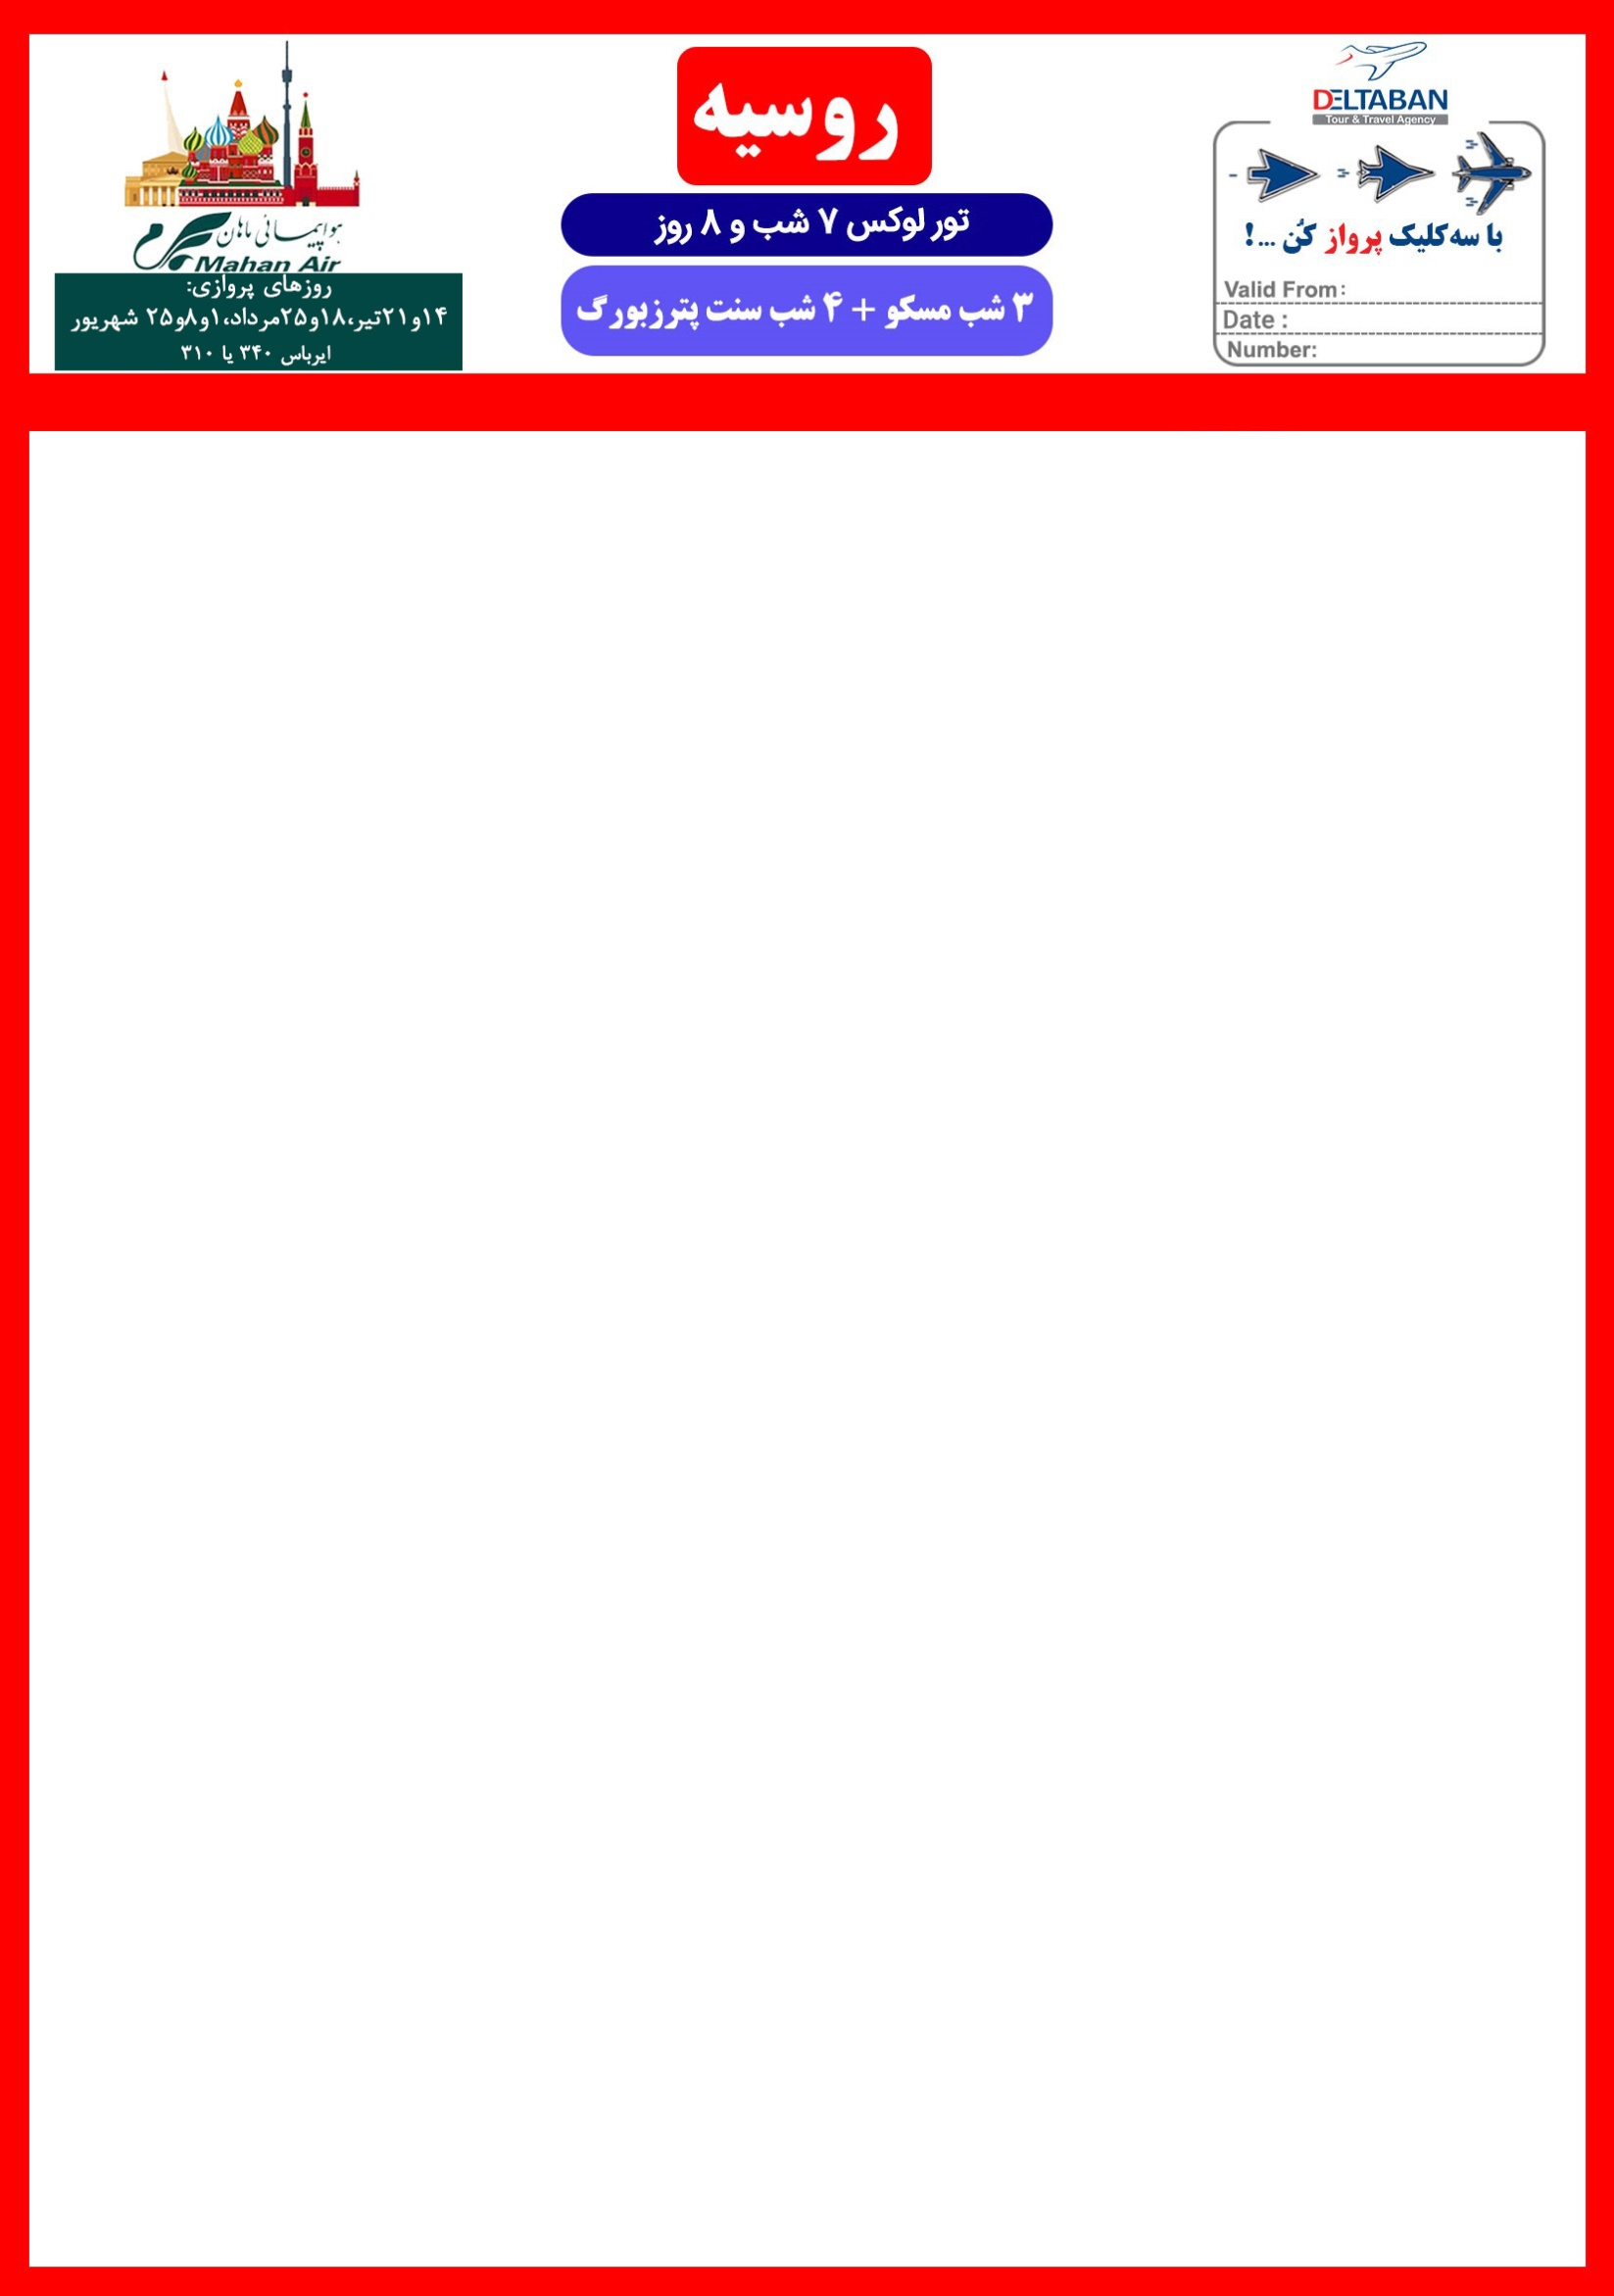 روسیه
تور لوکس ۷ شب و ۸ روز
۳ شب مسکو + ۴ شب سنت پترزبورگ
DELTABAN
Tour & Travel Agency
با سه کلیک پرواز کُن ...!
Valid From:
Date :
Number:
هواپیمائی ماهان
Mahan Air
روزهای پروازی:
۱۴و۲۱تیر،۱۸و۲۵مرداد،۱و۸و۲۵ شهریور
ایرباس ۳۴۰ یا ۳۱۰